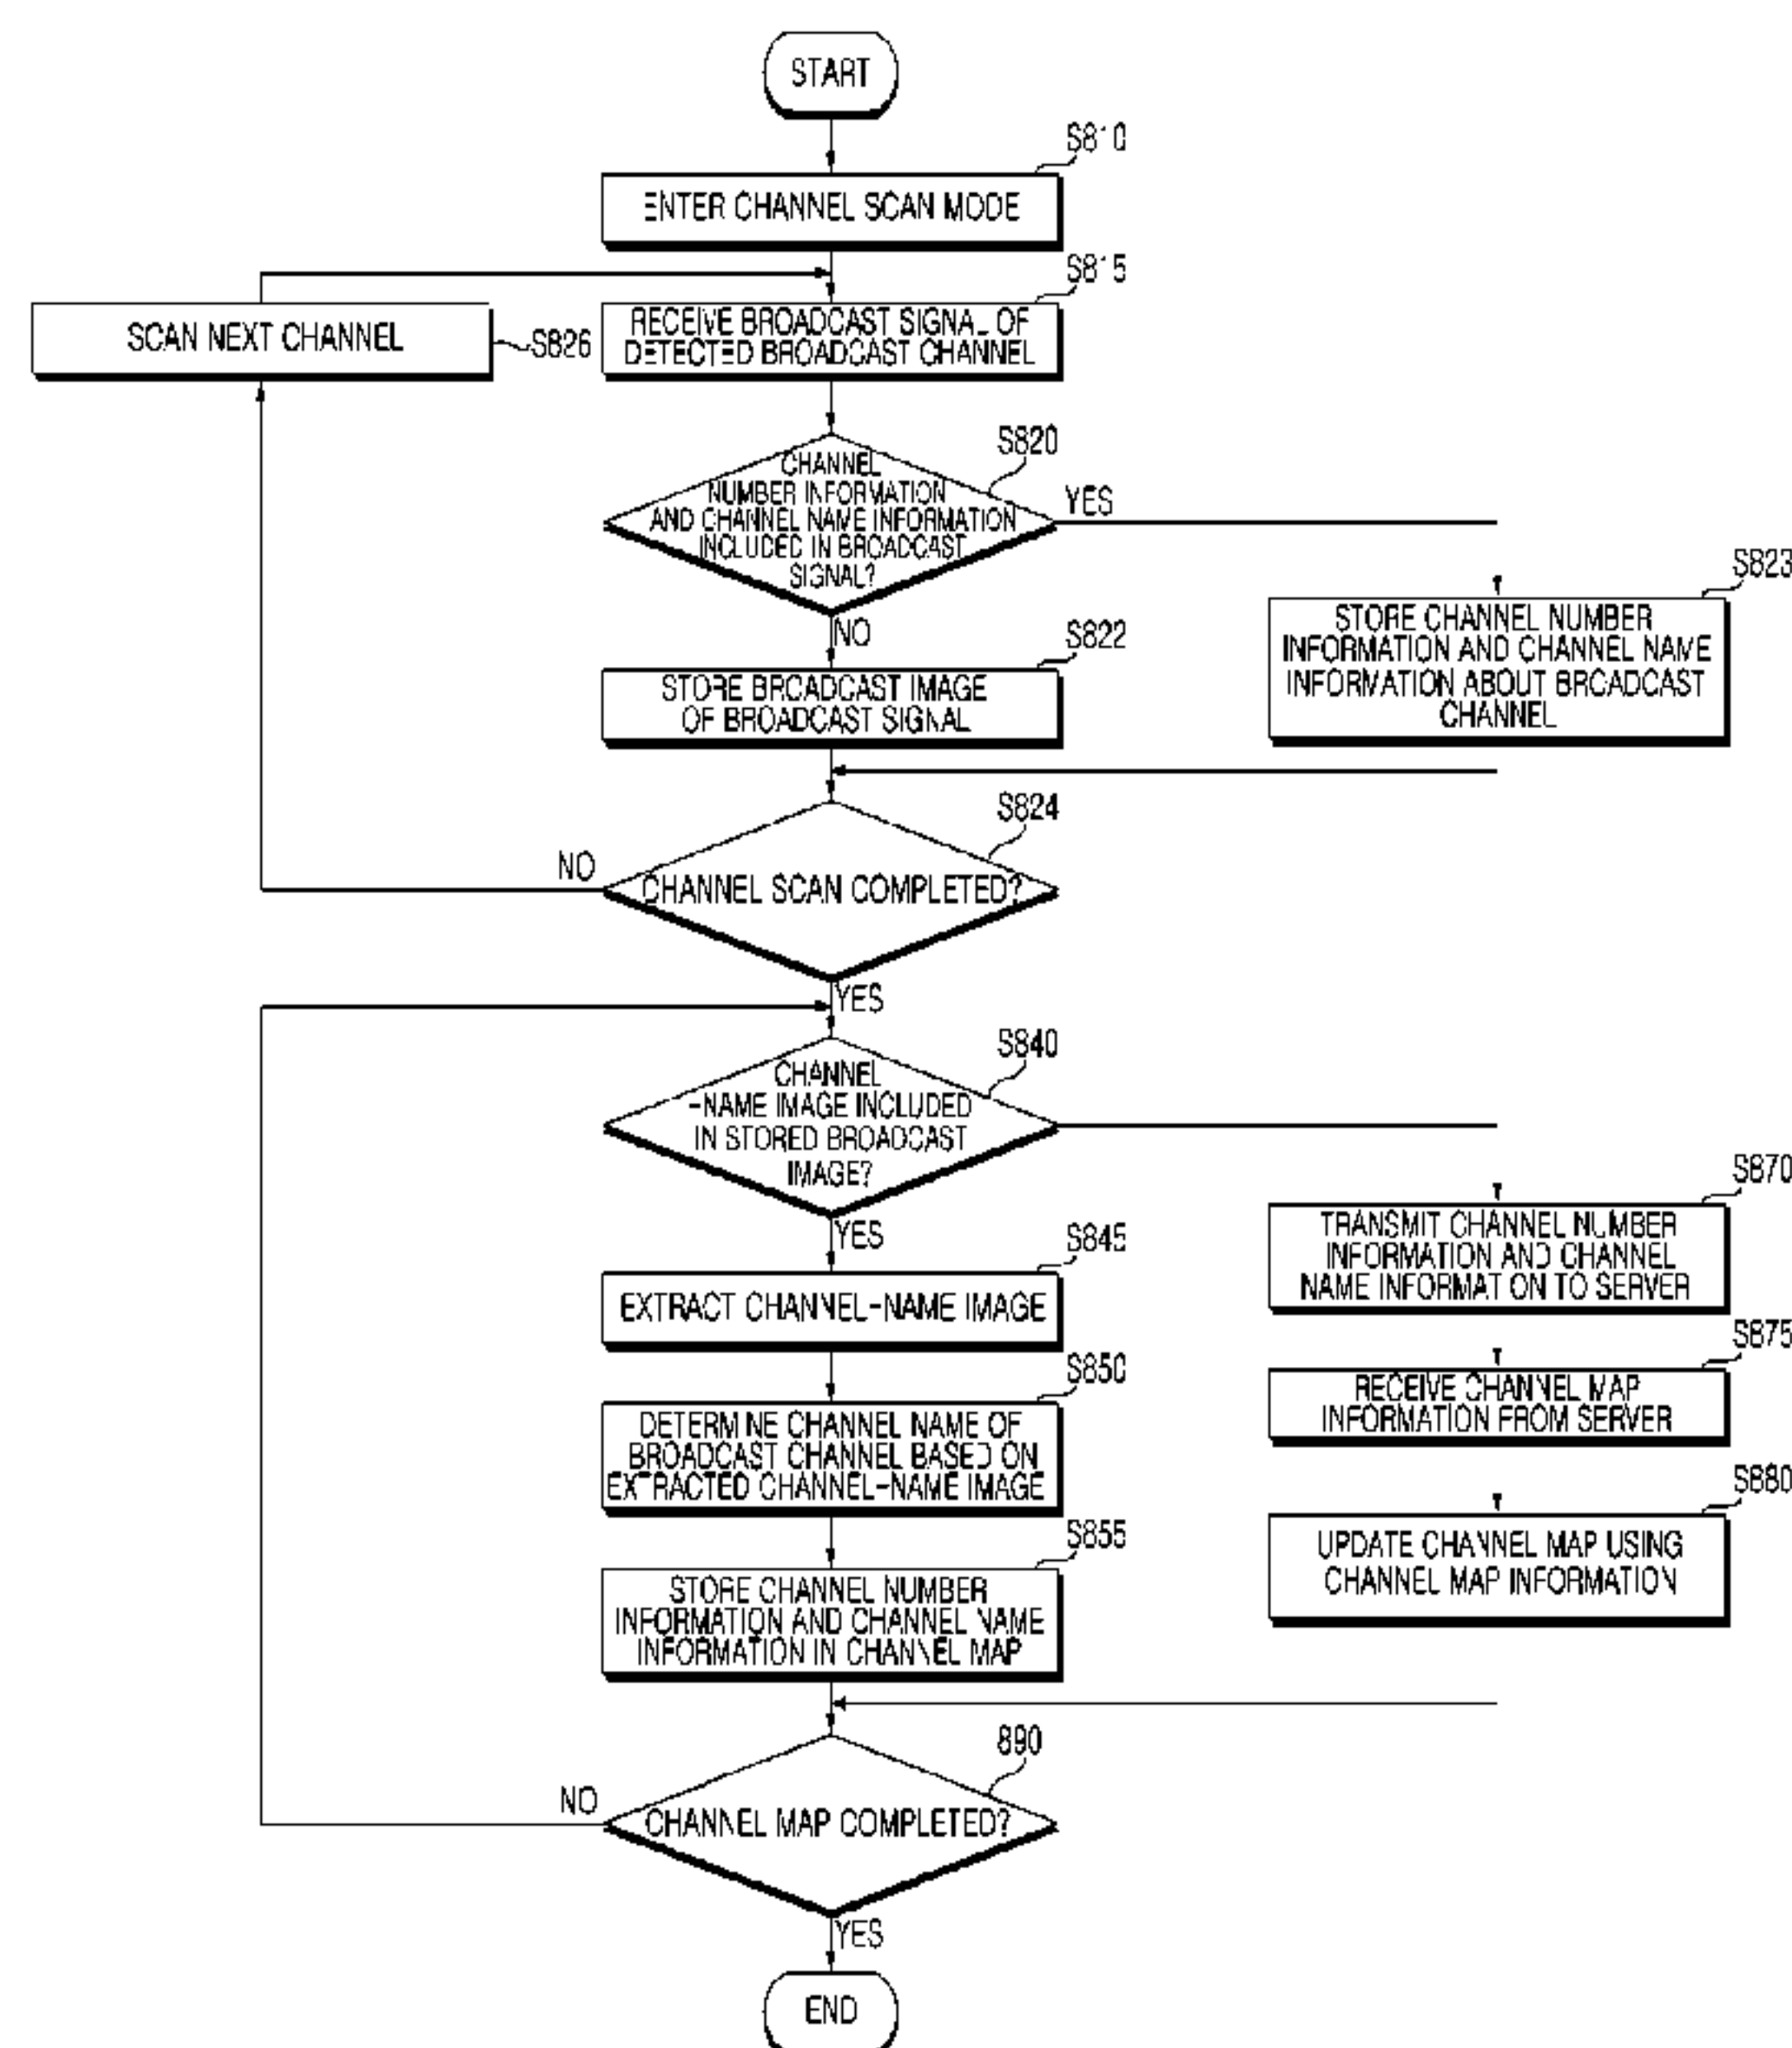 START
S810
ENTER CHANNEL SCAN MODE
S815
SCAN NEXT CHANNEL
S826
RECEIVE BROADCAST SIGNAL OF
DETECTED BROADCAST CHANNEL
S820
CHANNEL
NUMBER INFORMATION
AND CHANNEL NAME INFORMATION
INCLUDED IN BROADCAST
SIGNAL?
YES
S823
STORE CHANNEL NUMBER
INFORMATION AND CHANNEL NAME
INFORMATION ABOUT BROADCAST
CHANNEL
NO
S822
STORE BROADCAST IMAGE
OF BROADCAST SIGNAL
S824
NO
CHANNEL SCAN COMPLETED?
YES
S840
CHANNEL
-NAME IMAGE INCLUDED
IN STORED BROADCAST
IMAGE?
S870
TRANSMIT CHANNEL NUMBER
INFORMATION AND CHANNEL
NAME INFORMATION TO SERVER
YES
S845
EXTRACT CHANNEL-NAME IMAGE
S875
RECEIVE CHANNEL MAP
INFORMATION FROM SERVER
S850
DETERMINE CHANNEL NAME OF
BROADCAST CHANNEL BASED ON
EXTRACTED CHANNEL-NAME IMAGE
S880
UPDATE CHANNEL MAP USING
CHANNEL MAP INFORMATION
S855
STORE CHANNEL NUMBER
INFORMATION AND CHANNEL NAME
INFORMATION IN CHANNEL MAP
890
NO
CHANNEL MAP COMPLETED?
YES
END